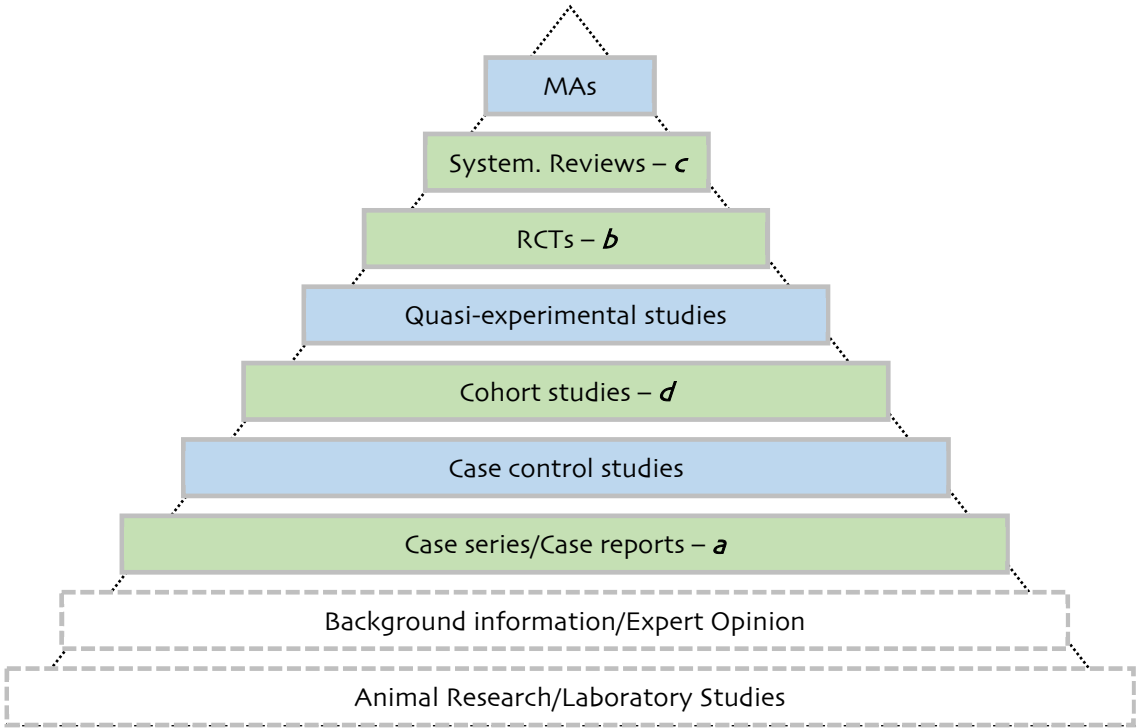 MAs
System. Reviews – c
RCTs – b
Quasi-experimental studies
Cohort studies – d
Case control studies
Case series/Case reports – a
Background information/Expert Opinion
Animal Research/Laboratory Studies